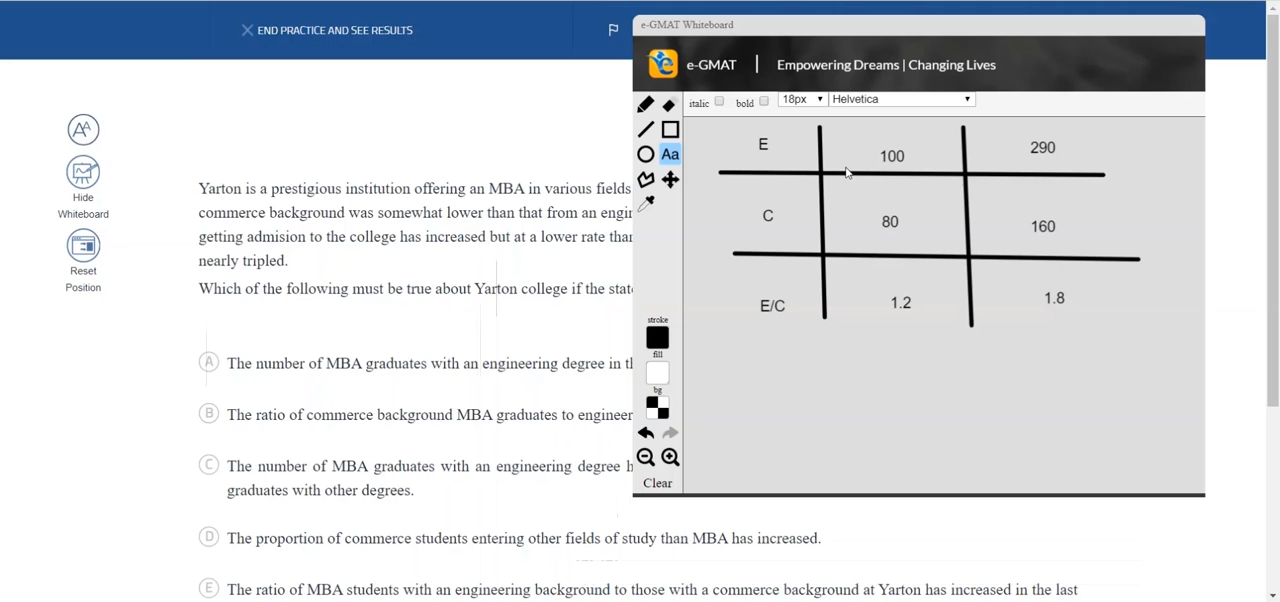 END PRACTICE AND SEE RESULTS
e-GMAT Whiteboard
e-GMAT | Empowering Dreams | Changing Lives
italic bold 18px Helvetica
Aa
stroke
fill
bg
Clear
E 100 290
C 80 160
E/C 1.2 1.8
AA
Hide
Whiteboard
Reset
Position
Yarton is a prestigious institution offering an MBA in various fields
commerce background was somewhat lower than that from an engin
getting admision to the college has increased but at a lower rate than
nearly tripled.
Which of the following must be true about Yarton college if the state
A The number of MBA graduates with an engineering degree in th
B The ratio of commerce background MBA graduates to engineer
C The number of MBA graduates with an engineering degree h
graduates with other degrees.
D The proportion of commerce students entering other fields of study than MBA has increased.
E The ratio of MBA students with an engineering background to those with a commerce background at Yarton has increased in the last